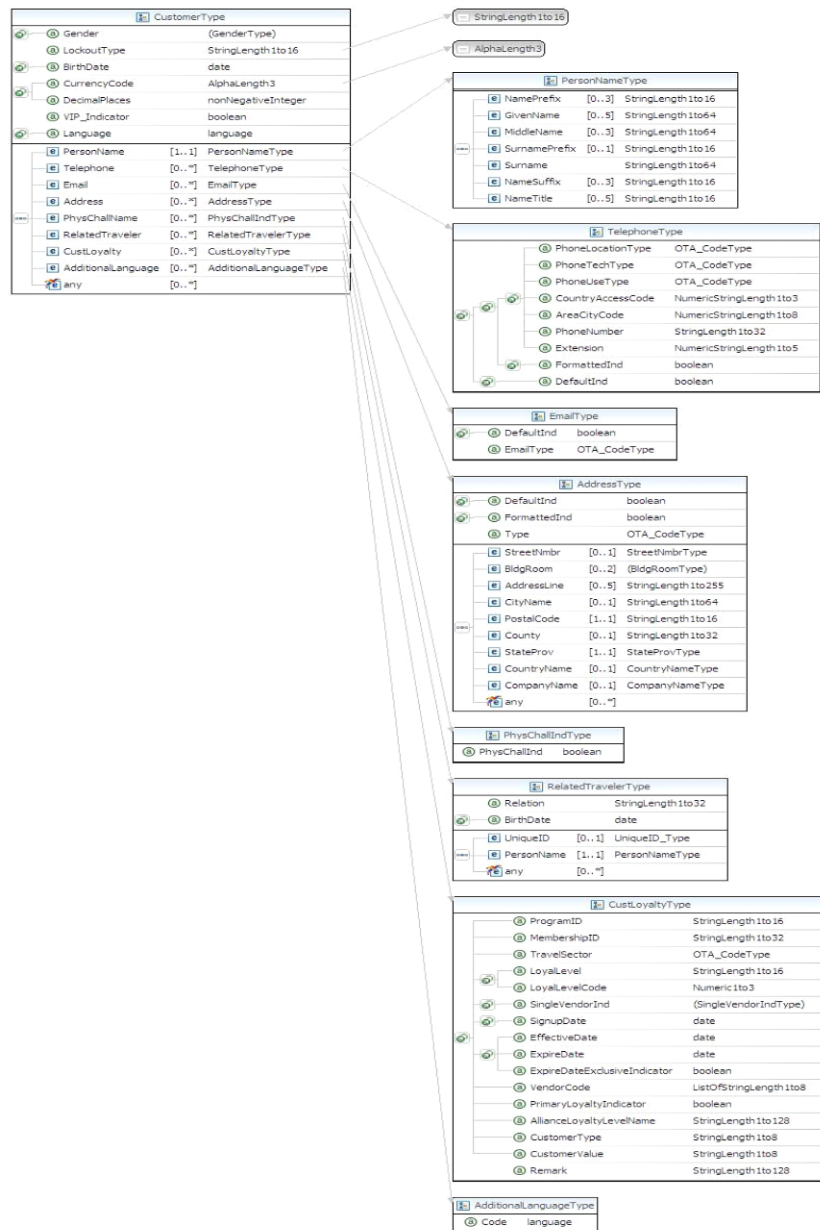 CustomerType
Gender (GenderType)
LockoutType StringLength1to16
BirthDate date
CurrencyCode AlphaLength3
DecimalPlaces nonNegativeInteger
VIP_Indicator boolean
Language language
PersonName [1..1] PersonNameType
Telephone [0..*] TelephoneType
Email [0..*] EmailType
Address [0..*] AddressType
PhysChallName [0..*] PhysChallIndType
RelatedTraveler [0..*] RelatedTravelerType
CustLoyalty [0..*] CustLoyaltyType
AdditionalLanguage [0..*] AdditionalLanguageType
any [0..*]
StringLength1to16
AlphaLength3
PersonNameType
NamePrefix [0..3] StringLength1to16
GivenName [0..5] StringLength1to64
MiddleName [0..3] StringLength1to64
SurnamePrefix [0..1] StringLength1to16
Surname StringLength1to64
NameSuffix [0..3] StringLength1to16
NameTitle [0..5] StringLength1to16
TelephoneType
PhoneLocationType OTA_CodeType
PhoneTechType OTA_CodeType
PhoneUseType OTA_CodeType
CountryAccessCode NumericStringLength1to3
AreaCityCode NumericStringLength1to8
PhoneNumber StringLength1to32
Extension NumericStringLength1to5
FormattedInd boolean
DefaultInd boolean
EmailType
DefaultInd boolean
EmailType OTA_CodeType
AddressType
DefaultInd boolean
FormattedInd boolean
Type OTA_CodeType
StreetNmbr [0..1] StreetNmbrType
BldgRoom [0..2] (BldgRoomType)
AddressLine [0..5] StringLength1to255
CityName [0..1] StringLength1to64
PostalCode [1..1] StringLength1to16
County [0..1] StringLength1to32
StateProv [1..1] StateProvType
CountryName [0..1] CountryNameType
CompanyName [0..1] CompanyNameType
any [0..*]
PhysChallIndType
PhysChallInd boolean
RelatedTravelerType
Relation StringLength1to32
BirthDate date
UniqueID [0..1] UniqueID_Type
PersonName [1..1] PersonNameType
any [0..*]
CustLoyaltyType
ProgramID StringLength1to16
MembershipID StringLength1to32
TravelSector OTA_CodeType
LoyalLevel StringLength1to16
LoyalLevelCode Numeric1to3
SingleVendorInd (SingleVendorIndType)
SignupDate date
EffectiveDate date
ExpireDate date
ExpireDateExclusiveIndicator boolean
VendorCode ListOfStringLength1to8
PrimaryLoyaltyIndicator boolean
AllianceLoyaltyLevelName StringLength1to128
CustomerType StringLength1to8
CustomerValue StringLength1to8
Remark StringLength1to128
AdditionalLanguageType
Code language